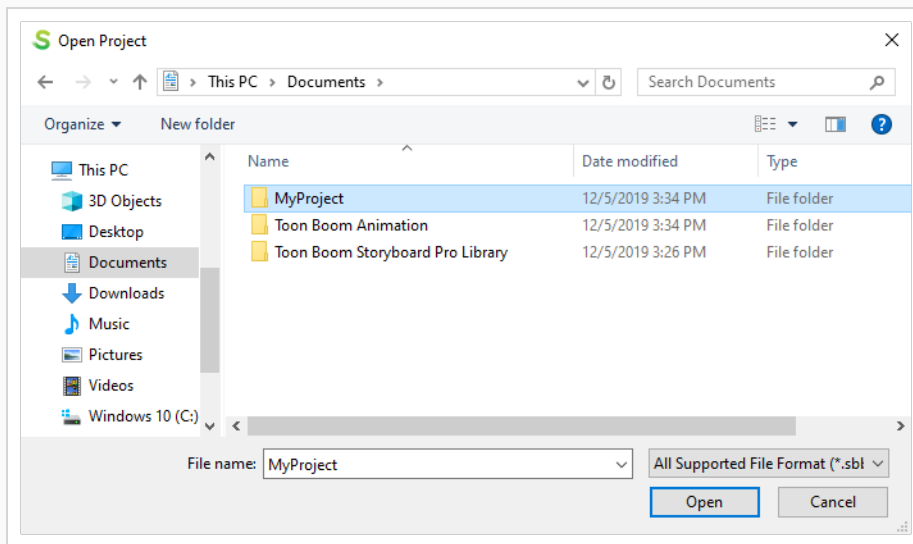 Open Project
This PC > Documents >
Search Documents
Organize
New folder
Name
Date modified
Type
This PC
3D Objects
Desktop
Documents
Downloads
Music
Pictures
Videos
Windows 10 (C:)
MyProject 12/5/2019 3:34 PM File folder
Toon Boom Animation 12/5/2019 3:34 PM File folder
Toon Boom Storyboard Pro Library 12/5/2019 3:26 PM File folder
File name: MyProject
All Supported File Format (*.sbl
Open
Cancel